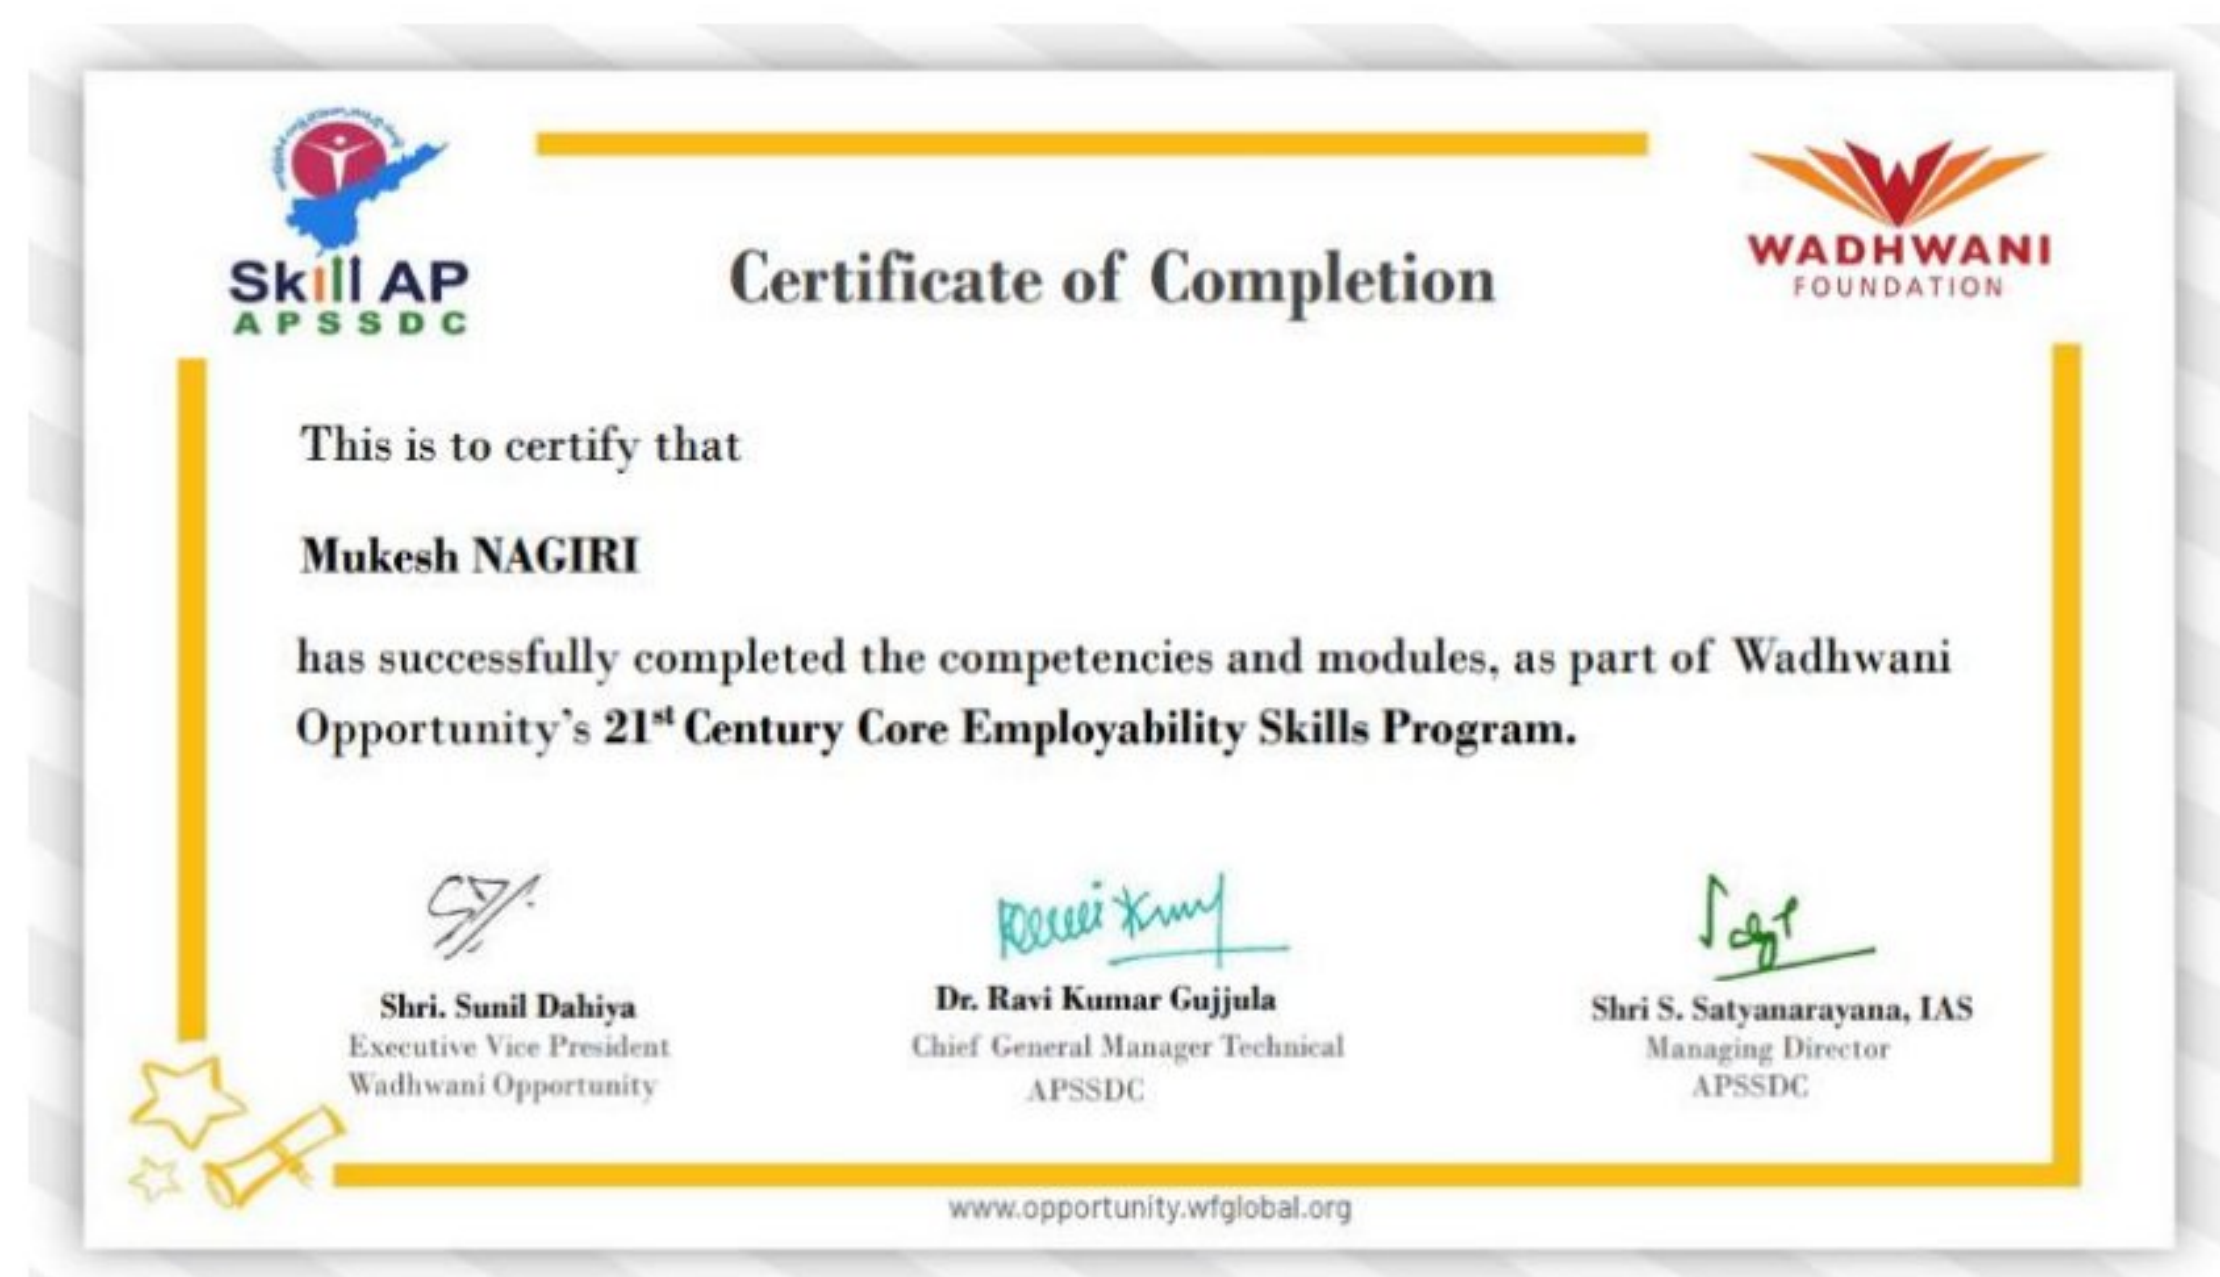 Skill AP
APSSDC
WADHWANI
FOUNDATION
Certificate of Completion
This is to certify that
Mukesh NAGIRI
has successfully completed the competencies and modules, as part of Wadhwani
Opportunity's 21st Century Core Employability Skills Program.
Shri. Sunil Dahiya
Executive Vice President
Wadhwani Opportunity
Dr. Ravi Kumar Gujjula
Chief General Manager Technical
APSSDC
Shri S. Satyanarayana, IAS
Managing Director
APSSDC
www.opportunity.wfglobal.org